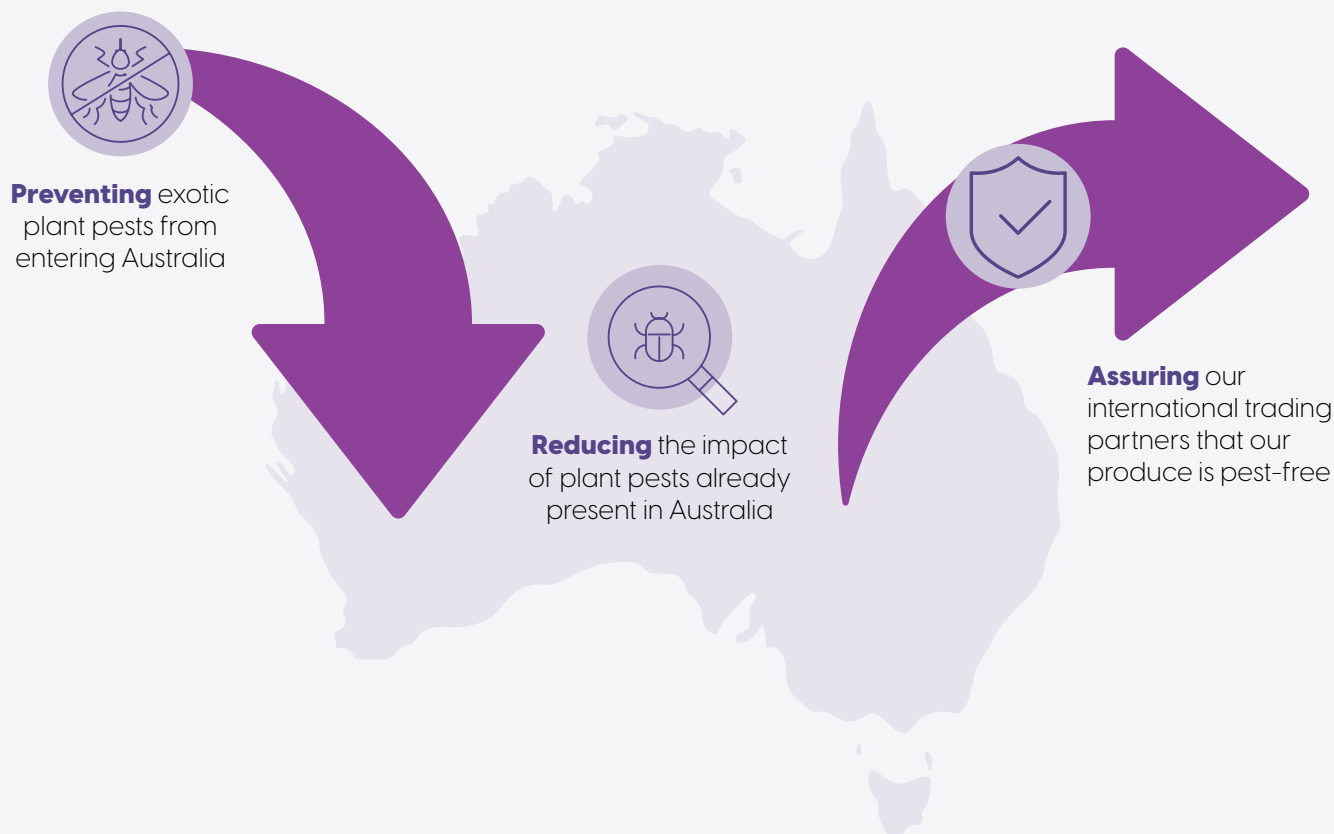 Preventing exotic
plant pests from
entering Australia
Reducing the impact
of plant pests already
present in Australia
Assuring our
international trading
partners that our
produce is pest-free